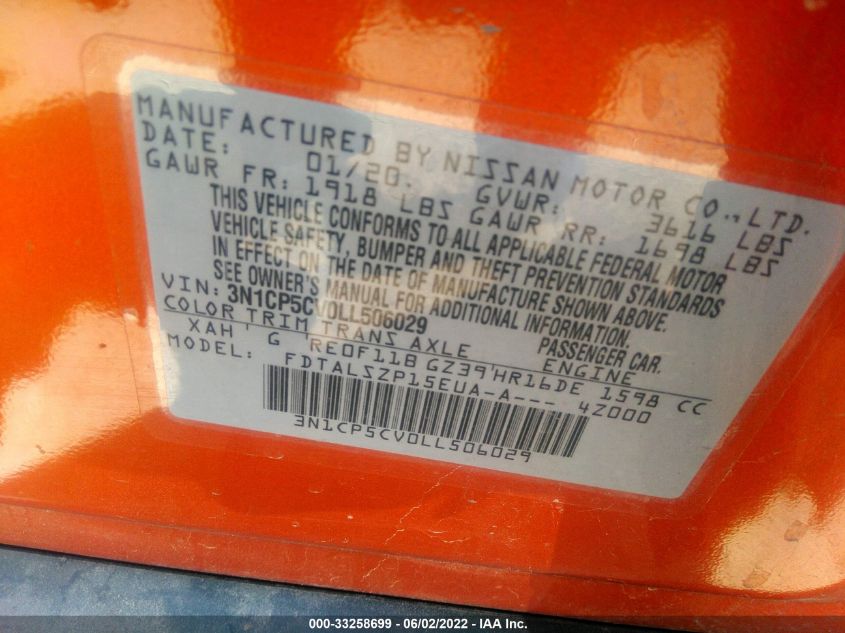 MANUFACTURED BY NISSAN MOTOR CO.,LTD.
DATE: 01/20. GVWR: 3616 LBS
GAWR FR: 1918 LBS GAWR RR: 1698 LBS
THIS VEHICLE CONFORMS TO ALL APPLICABLE FEDERAL MOTOR
VEHICLE SAFETY, BUMPER AND THEFT PREVENTION STANDARDS
IN EFFECT ON THE DATE OF MANUFACTURE SHOWN ABOVE.
SEE OWNER'S MANUAL FOR ADDITIONAL INFORMATION.
VIN: 3N1CP5CV0LL506029 PASSENGER CAR.
COLOR TRIM TRANS AXLE ENGINE
XAH ' G RE0F11B GZ39'HR16DE 1598 CC
MODEL: FDTALSZP15EUA-A--- 4Z000
3N1CP5CV0LL506029
000-33258699 - 06/02/2022 - IAA Inc.